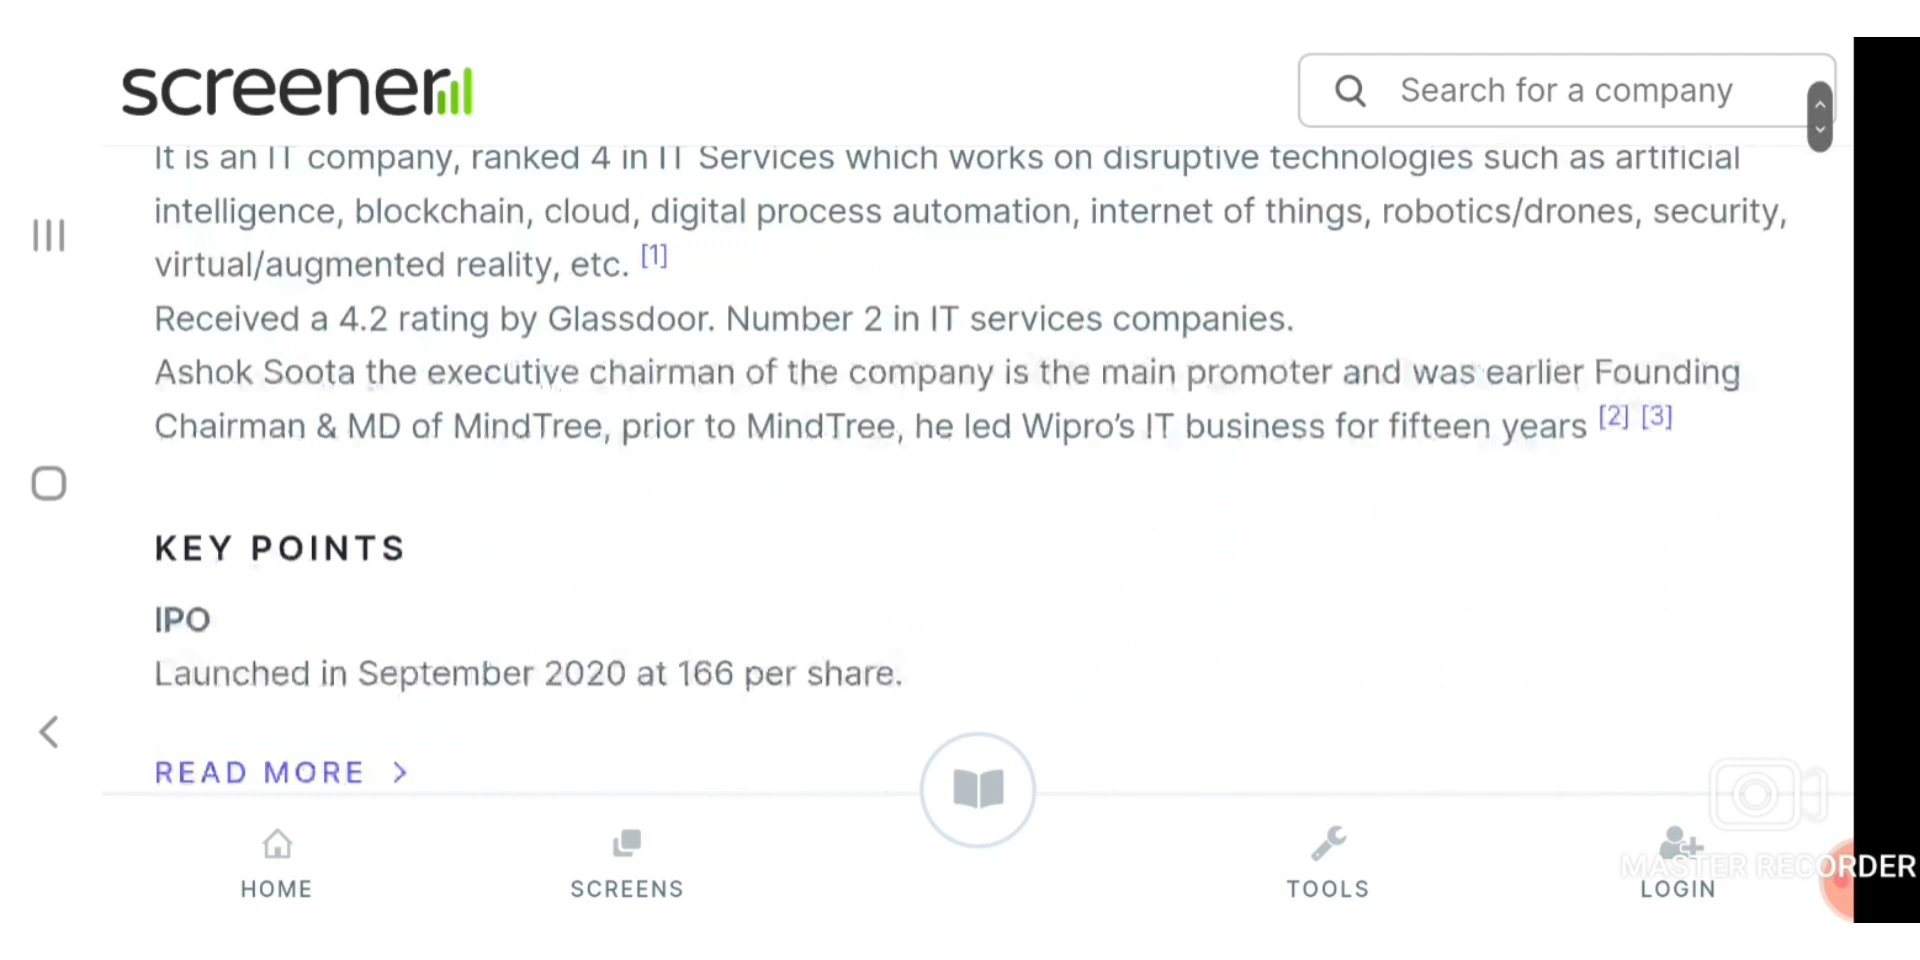 screener
Search for a company
It is an IT company, ranked 4 in IT Services which works on disruptive technologies such as artificial
intelligence, blockchain, cloud, digital process automation, internet of things, robotics/drones, security,
virtual/augmented reality, etc. [1]
Received a 4.2 rating by Glassdoor. Number 2 in IT services companies.
Ashok Soota the executive chairman of the company is the main promoter and was earlier Founding
Chairman & MD of MindTree, prior to MindTree, he led Wipro's IT business for fifteen years [2] [3]
KEY POINTS
IPO
Launched in September 2020 at 166 per share.
READ MORE >
HOME
SCREENS
TOOLS
LOGIN
MASTER RECORDER